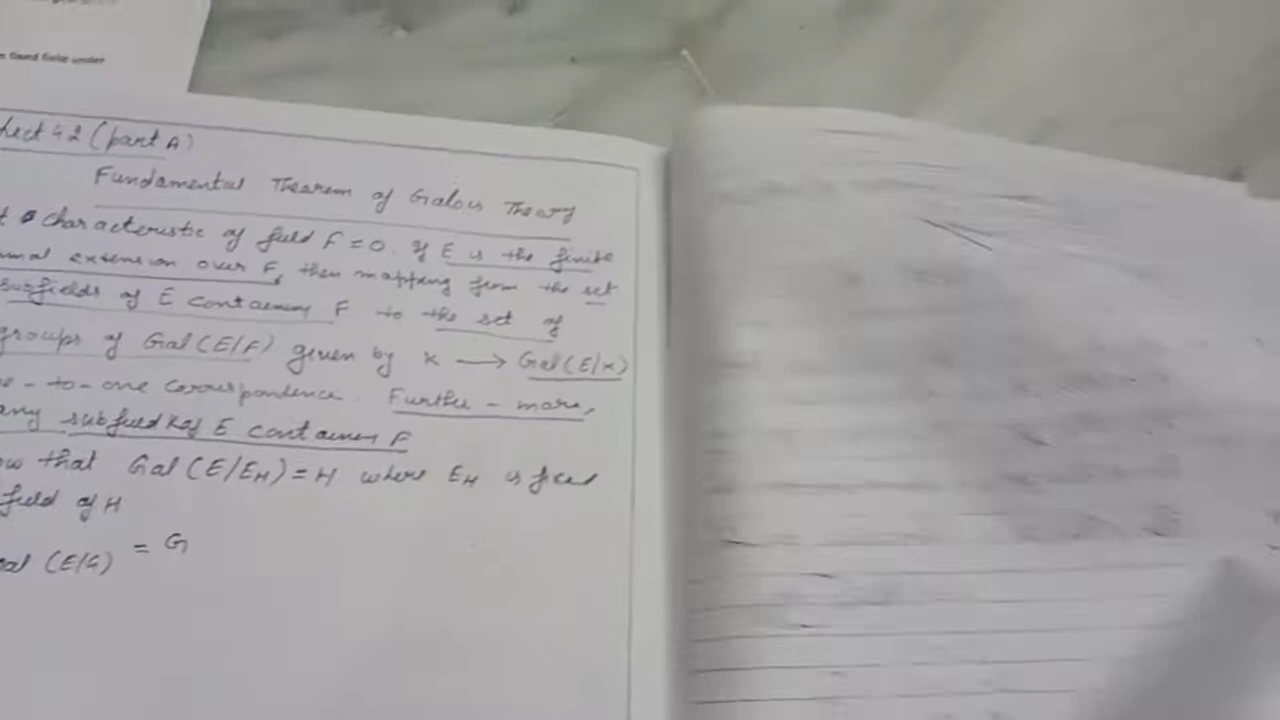 n fixed field under
Lect 42 (part A)
Fundamental Theorem of Galois Theory
characteristic of field F = 0. If E is the finite
extension over F, then mapping from the set
subfields of E containing F to the set of
groups of Gal(E/F) given by K → Gal(E/K)
- to - one correspondence. Further - more,
any subfield K of E containing F
that Gal(E/E_H) = H where E_H is fixed
field of H
(E/G) = G